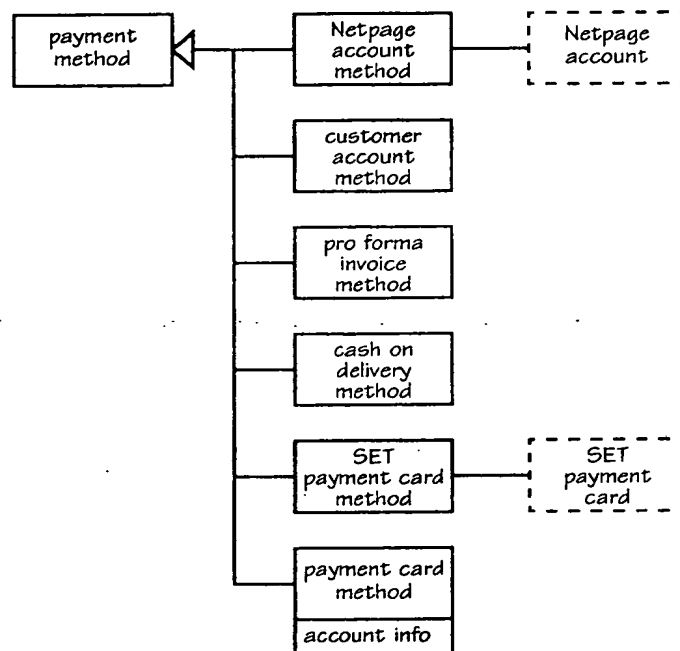 payment
method
Netpage
account
method
Netpage
account
customer
account
method
pro forma
invoice
method
cash on
delivery
method
SET
payment card
method
SET
payment
card
payment card
method
account info